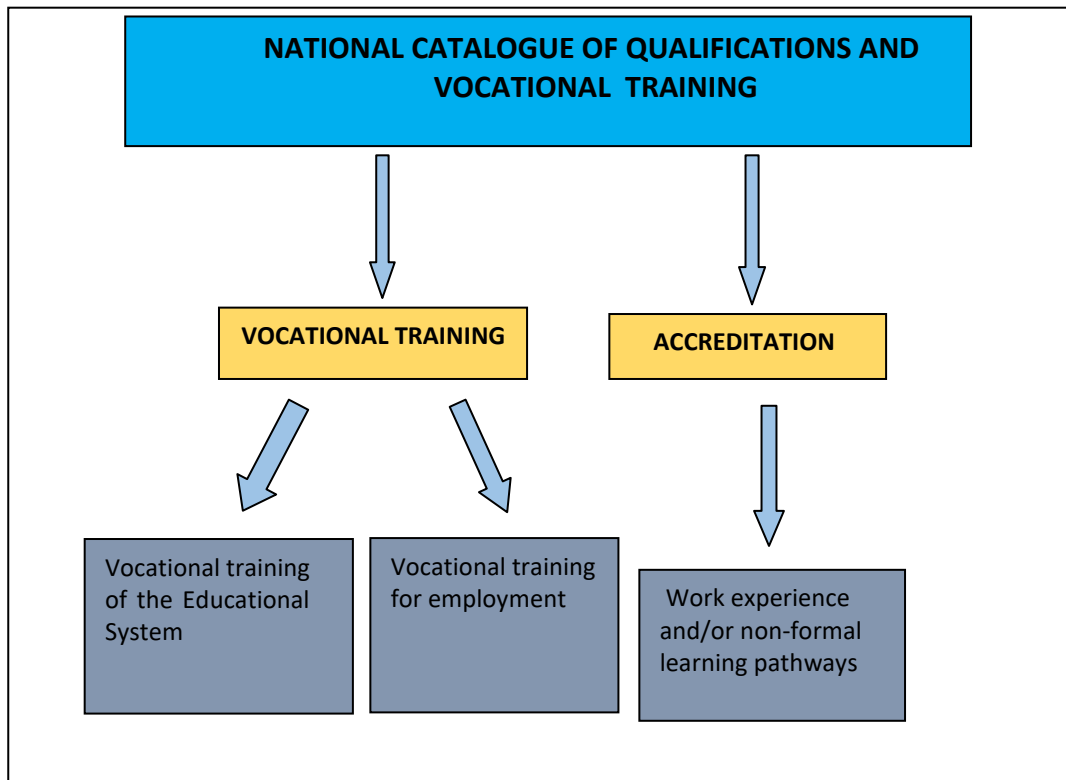 NATIONAL CATALOGUE OF QUALIFICATIONS AND
VOCATIONAL TRAINING
VOCATIONAL TRAINING
ACCREDITATION
Vocational training
of the Educational
System
Vocational training
for employment
Work experience
and/or non-formal
learning pathways